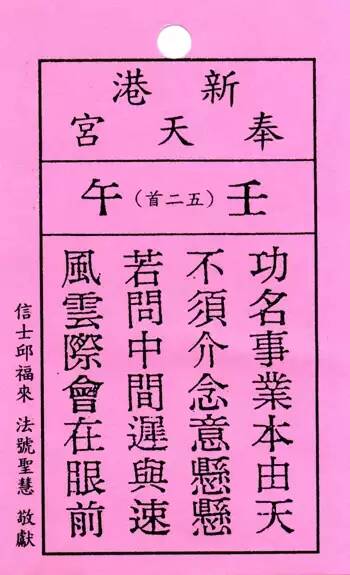 新港
奉天宮
壬（五二首）午
功名事業本由天
不須介念意懸懸
若問中間遲與速
風雲際會在眼前
信士邱福來 法號聖慧 敬獻